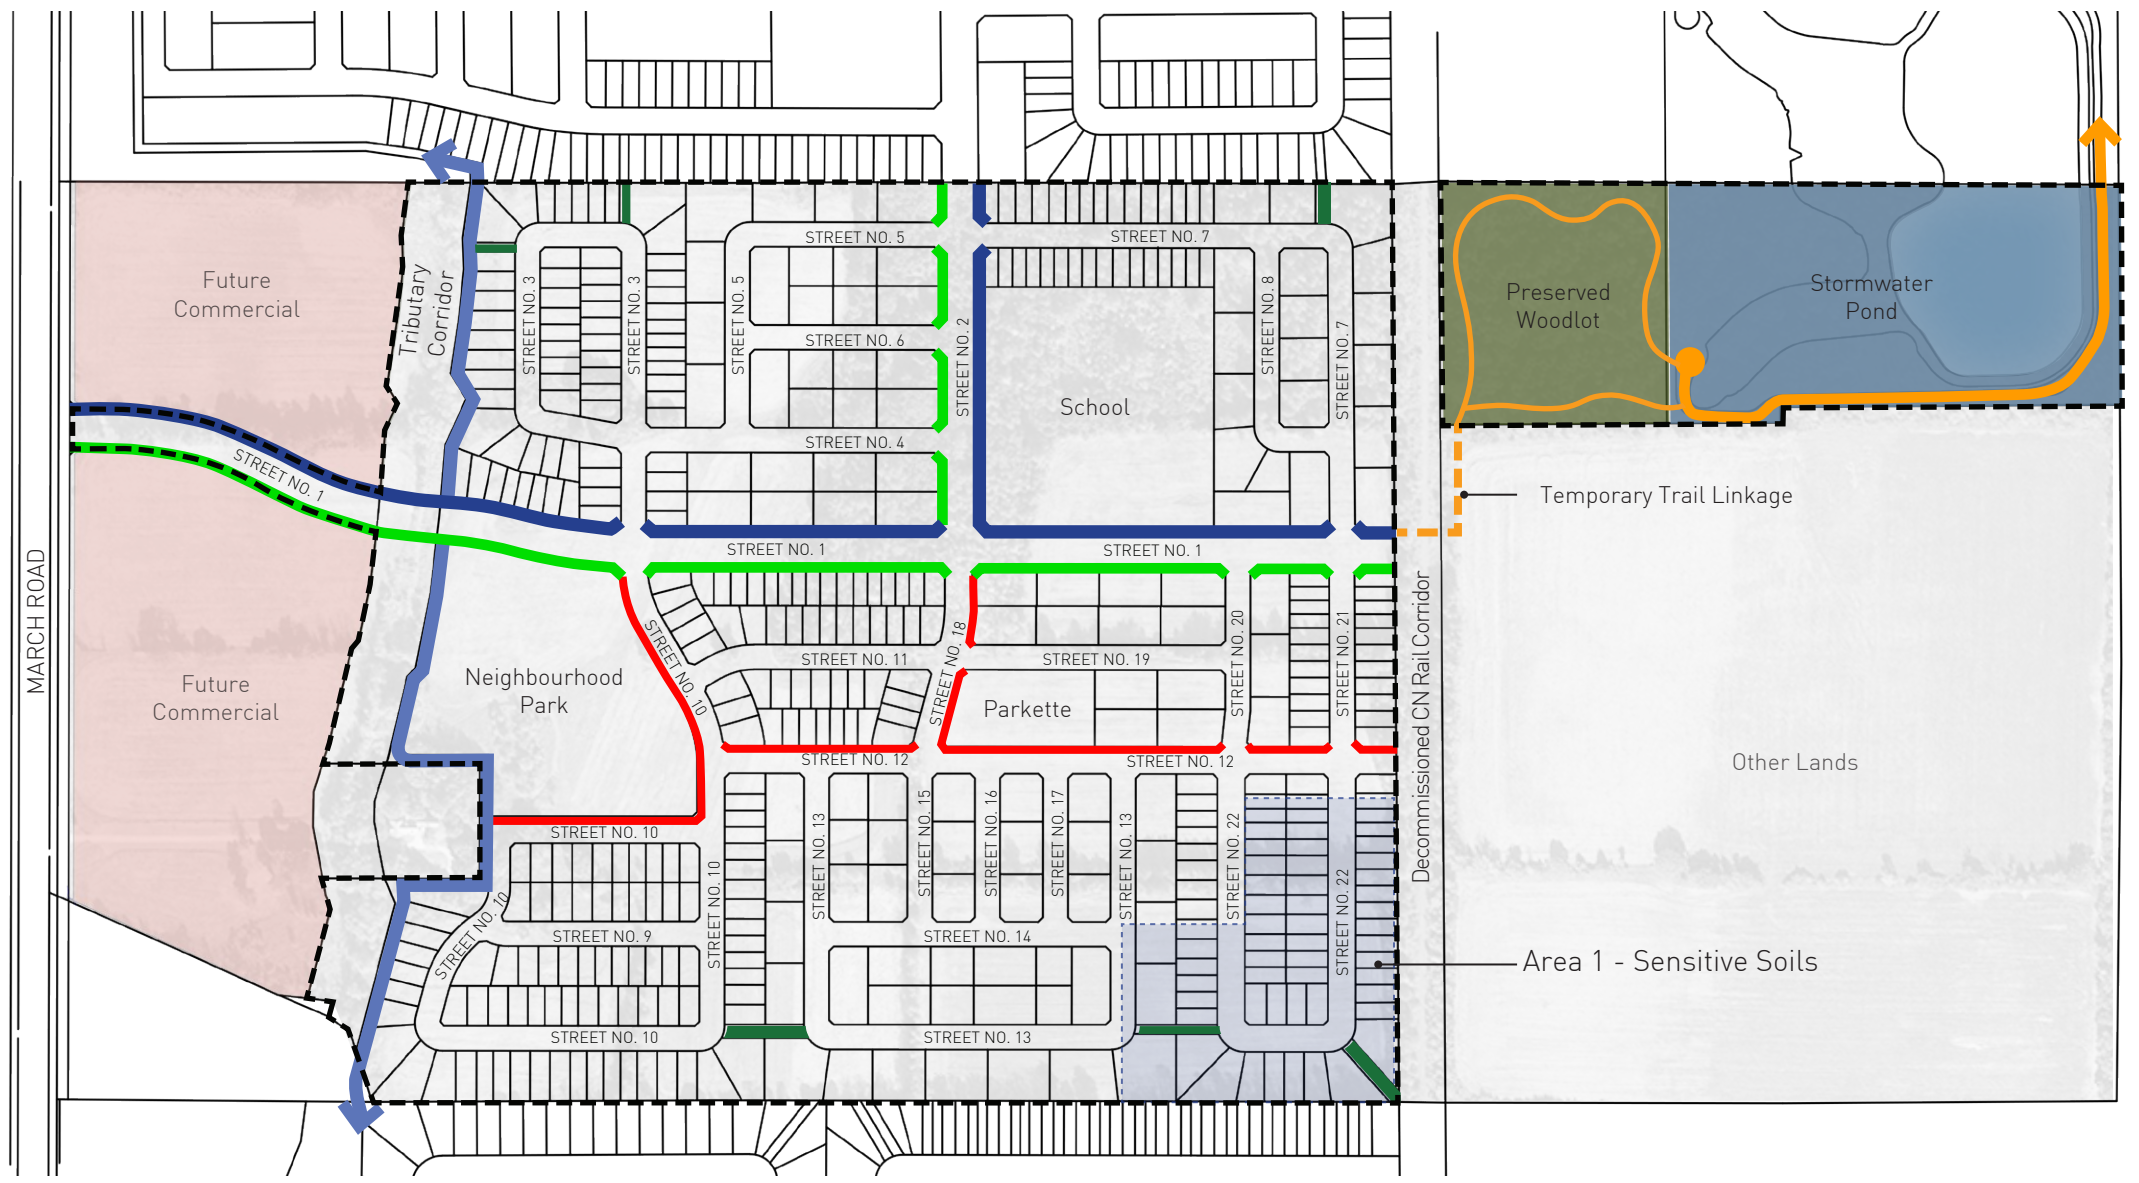 Future
Commercial
Tributary
Corridor
STREET NO. 5
STREET NO. 7
STREET NO. 3
STREET NO. 3
STREET NO. 5
STREET NO. 6
STREET NO. 2
STREET NO. 8
STREET NO. 7
School
STREET NO. 4
STREET NO. 1
STREET NO. 1
STREET NO. 1
Preserved
Woodlot
Stormwater
Pond
Temporary Trail Linkage
MARCH ROAD
Future
Commercial
Neighbourhood
Park
STREET NO. 10
STREET NO. 11
STREET NO. 18
STREET NO. 19
STREET NO. 20
STREET NO. 21
Parkette
STREET NO. 12
STREET NO. 12
Decommissioned CN Rail Corridor
Other Lands
STREET NO. 10
STREET NO. 10
STREET NO. 13
STREET NO. 15
STREET NO. 16
STREET NO. 17
STREET NO. 13
STREET NO. 22
STREET NO. 22
STREET NO. 10
STREET NO. 9
STREET NO. 14
Area 1 - Sensitive Soils
STREET NO. 10
STREET NO. 13